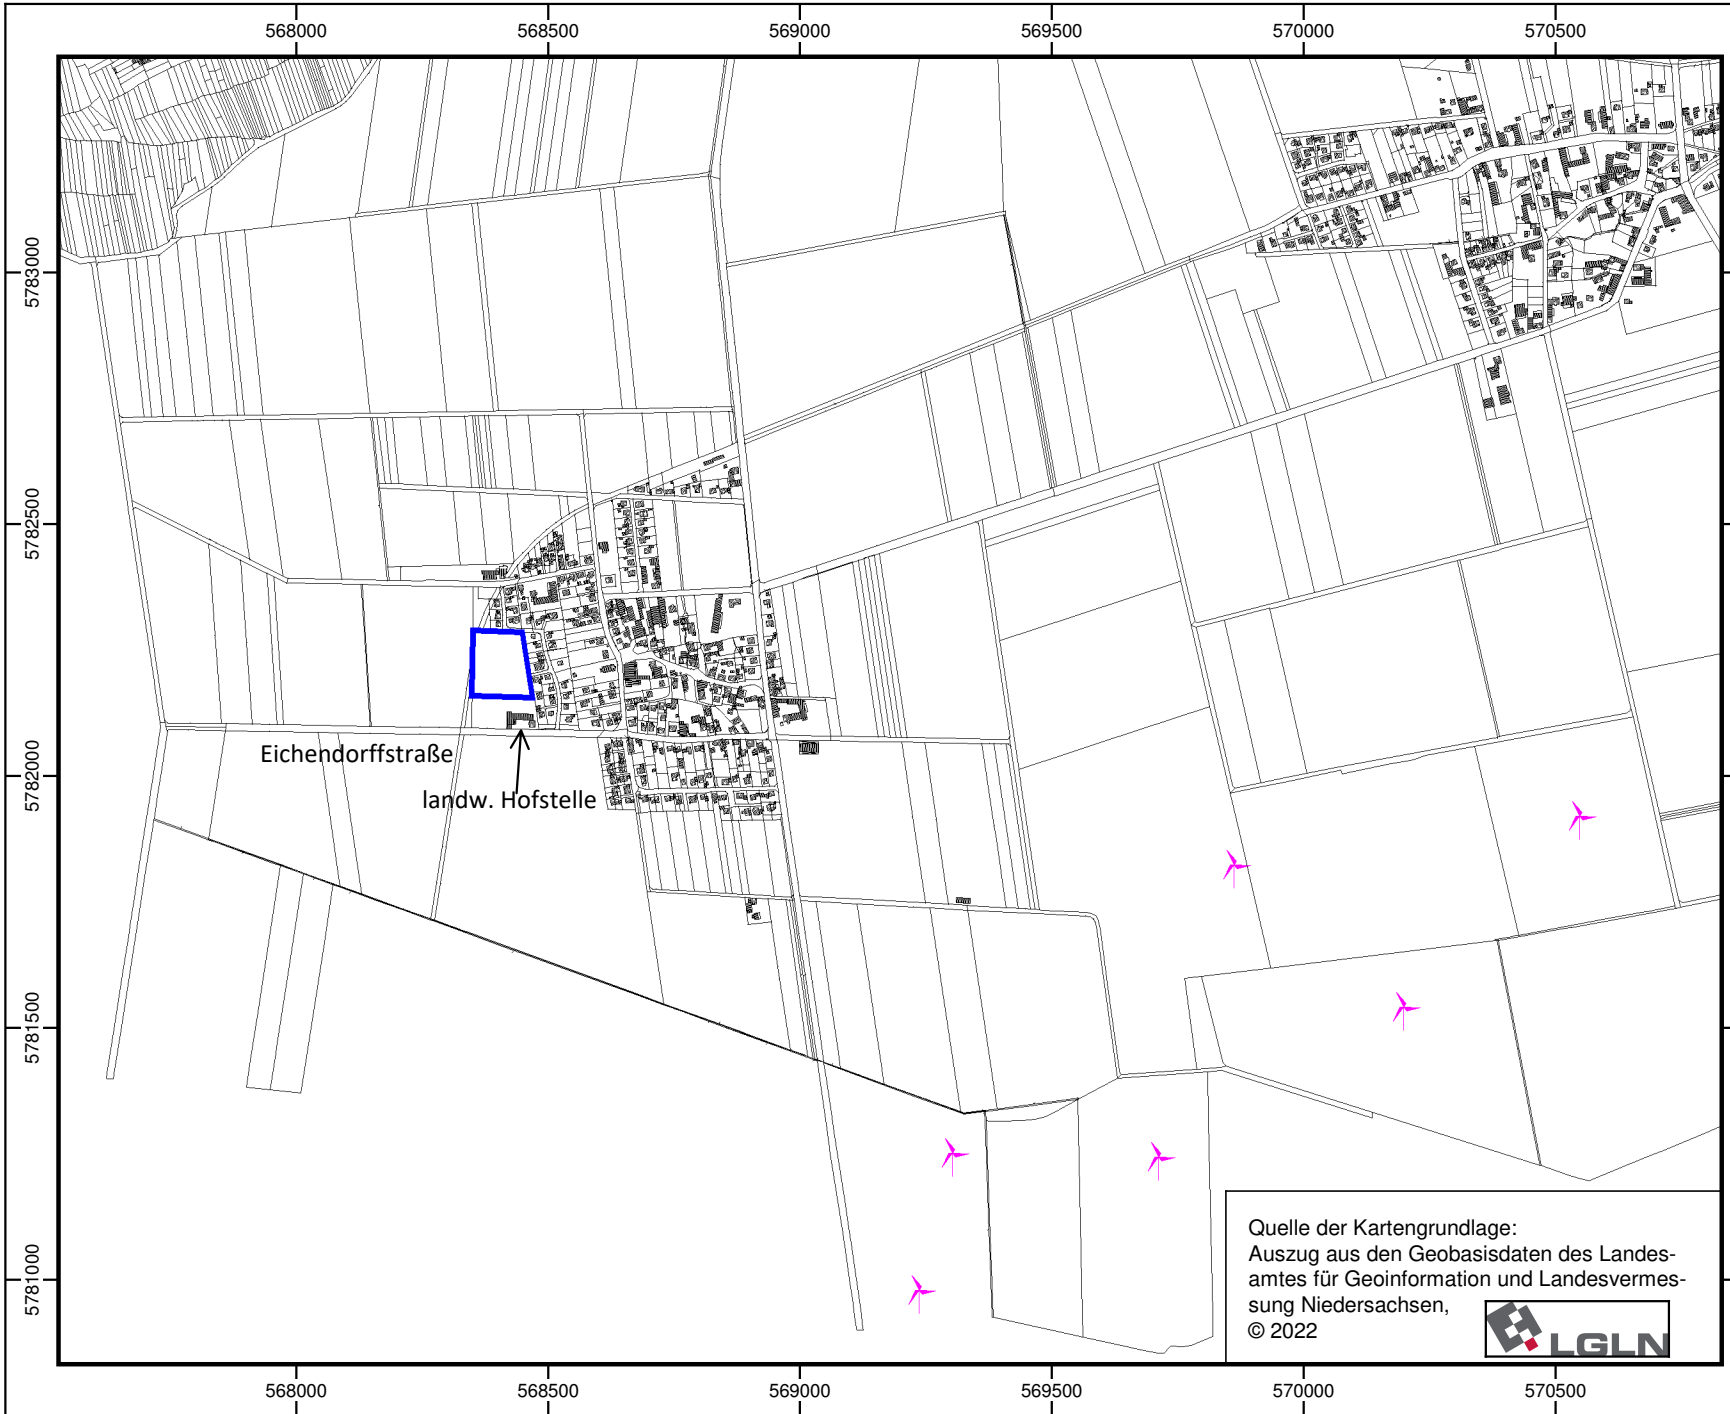 568000 568500 569000 569500 570000 570500
5783000
5782500
5782000
5781500
5781000
Eichendorffstraße
landw. Hofstelle
Quelle der Kartengrundlage:
Auszug aus den Geobasisdaten des Landes-
amtes für Geoinformation und Landesvermes-
sung Niedersachsen,
© 2022
LGLN
568000 568500 569000 569500 570000 570500